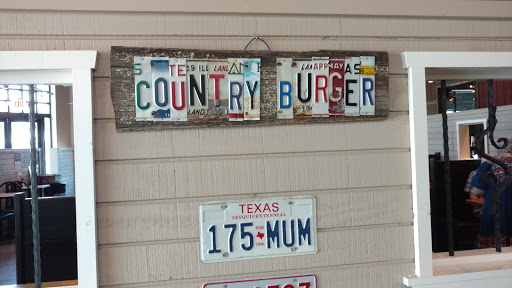 COUNTRY BURGER
TEXAS
SESQUICENTENNIAL
175 MUM